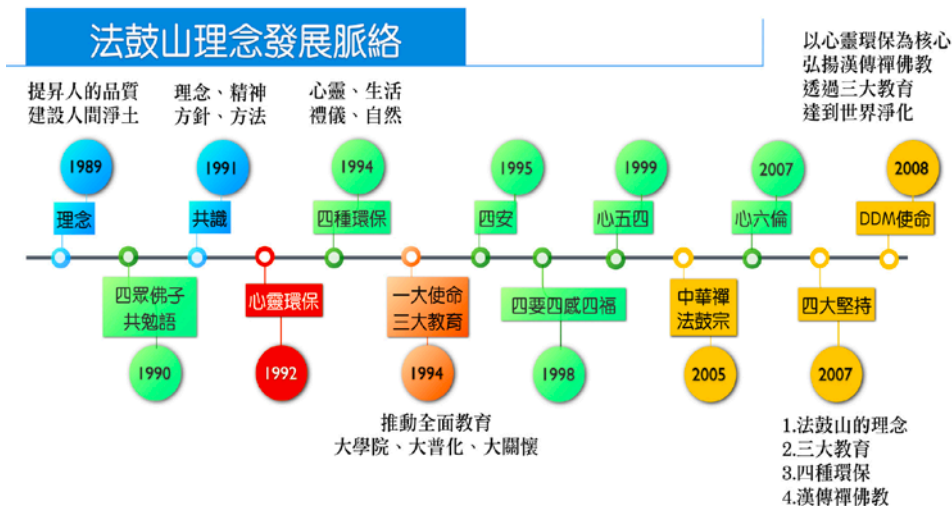 法鼓山理念發展脈絡
以心靈環保為核心
弘揚漢傳禪佛教
透過三大教育
達到世界淨化
提昇人的品質
建設人間淨土
理念、精神
方針、方法
心靈、生活
禮儀、自然
1989
1991
1994
1995
1999
2007
2008
理念
共識
四種環保
四安
心五四
心六倫
DDM使命
四眾佛子
共勉語
心靈環保
一大使命
三大教育
四要四感四福
中華禪
法鼓宗
四大堅持
1990
1992
1994
1998
2005
2007
推動全面教育
大學院、大普化、大關懷
1.法鼓山的理念
2.三大教育
3.四種環保
4.漢傳禪佛教